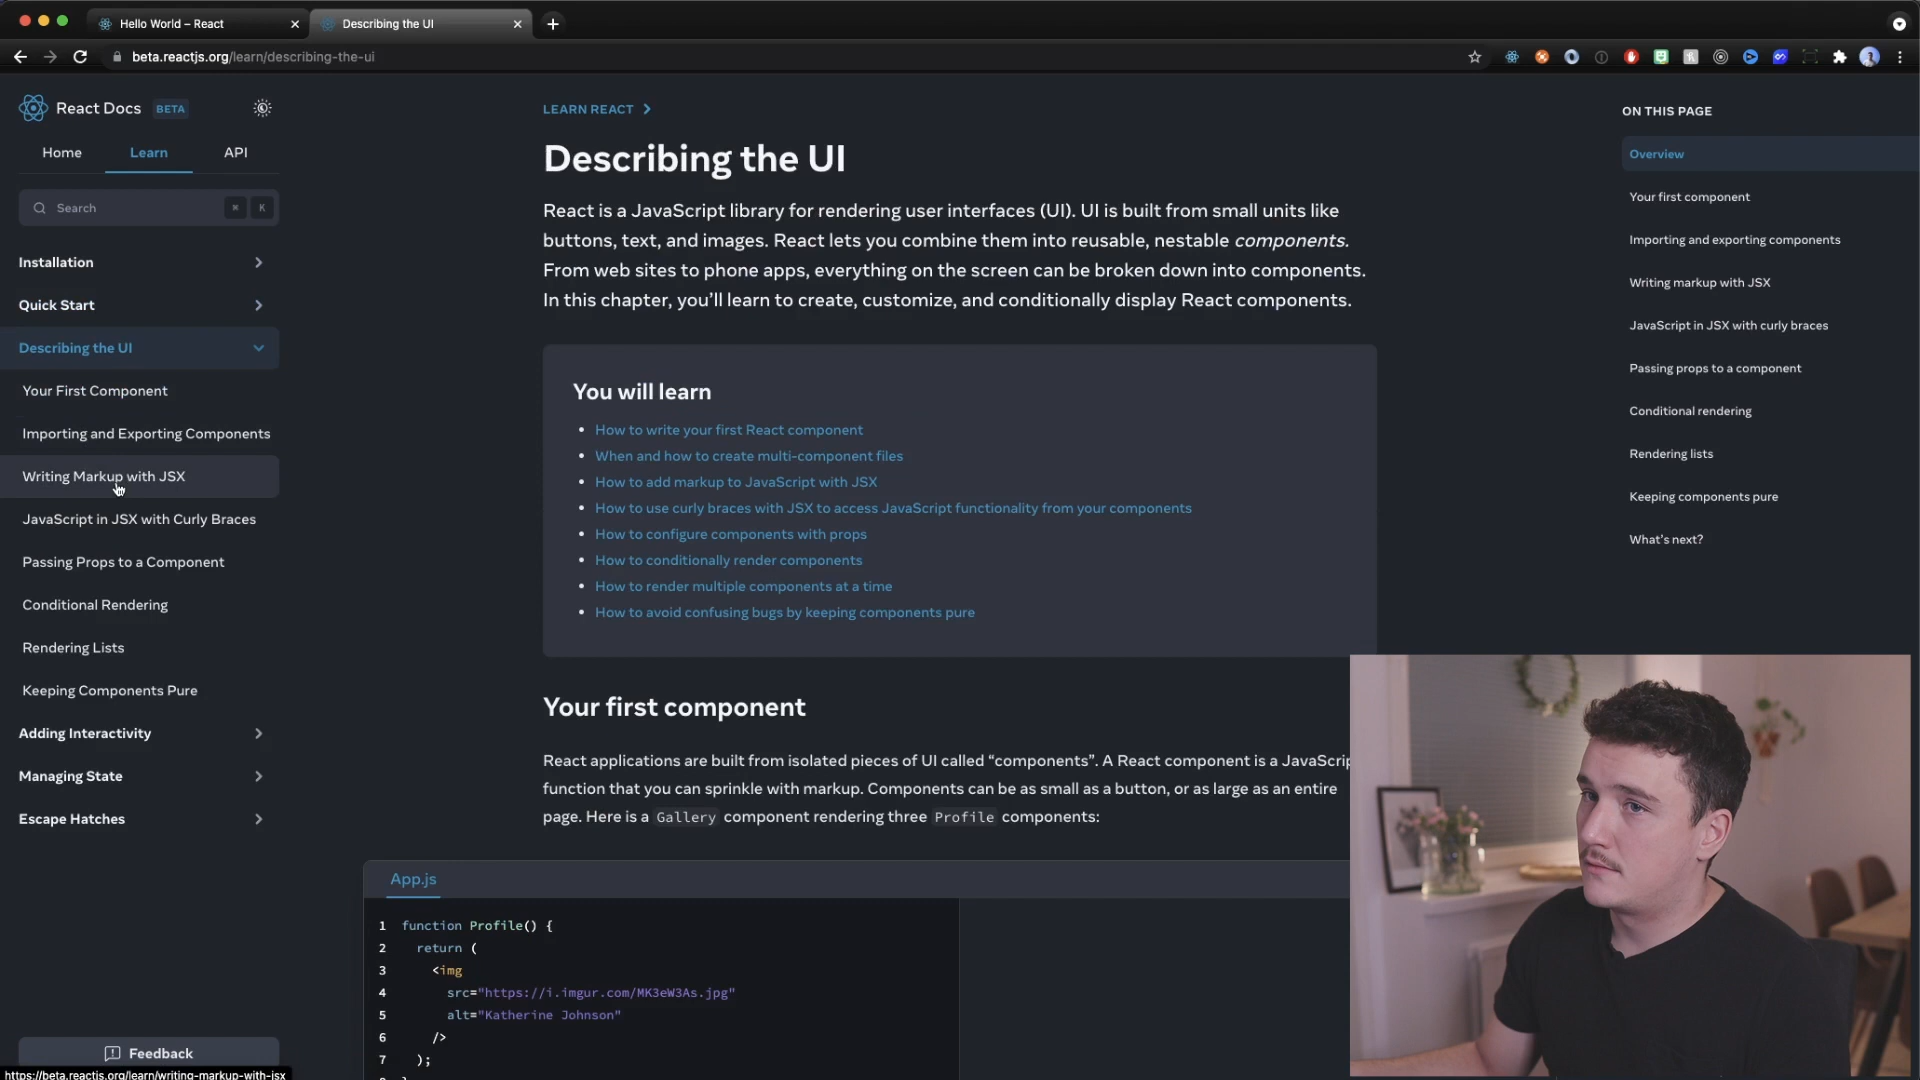 Hello World – React
Describing the UI
beta.reactjs.org/learn/describing-the-ui
React Docs BETA
Home Learn API
Search ⌘ K
Installation
Quick Start
Describing the UI
Your First Component
Importing and Exporting Components
Writing Markup with JSX
JavaScript in JSX with Curly Braces
Passing Props to a Component
Conditional Rendering
Rendering Lists
Keeping Components Pure
Adding Interactivity
Managing State
Escape Hatches
Feedback
https://beta.reactjs.org/learn/writing-markup-with-jsx
LEARN REACT
Describing the UI
React is a JavaScript library for rendering user interfaces (UI). UI is built from small units like
buttons, text, and images. React lets you combine them into reusable, nestable components.
From web sites to phone apps, everything on the screen can be broken down into components.
In this chapter, you’ll learn to create, customize, and conditionally display React components.
You will learn
• How to write your first React component
• When and how to create multi-component files
• How to add markup to JavaScript with JSX
• How to use curly braces with JSX to access JavaScript functionality from your components
• How to configure components with props
• How to conditionally render components
• How to render multiple components at a time
• How to avoid confusing bugs by keeping components pure
Your first component
React applications are built from isolated pieces of UI called “components”. A React component is a JavaScrip
function that you can sprinkle with markup. Components can be as small as a button, or as large as an entire
page. Here is a Gallery component rendering three Profile components:
App.js
1 function Profile() {
2 return (
3 <img
4 src="https://i.imgur.com/MK3eW3As.jpg"
5 alt="Katherine Johnson"
6 />
7 );
ON THIS PAGE
Overview
Your first component
Importing and exporting components
Writing markup with JSX
JavaScript in JSX with curly braces
Passing props to a component
Conditional rendering
Rendering lists
Keeping components pure
What’s next?